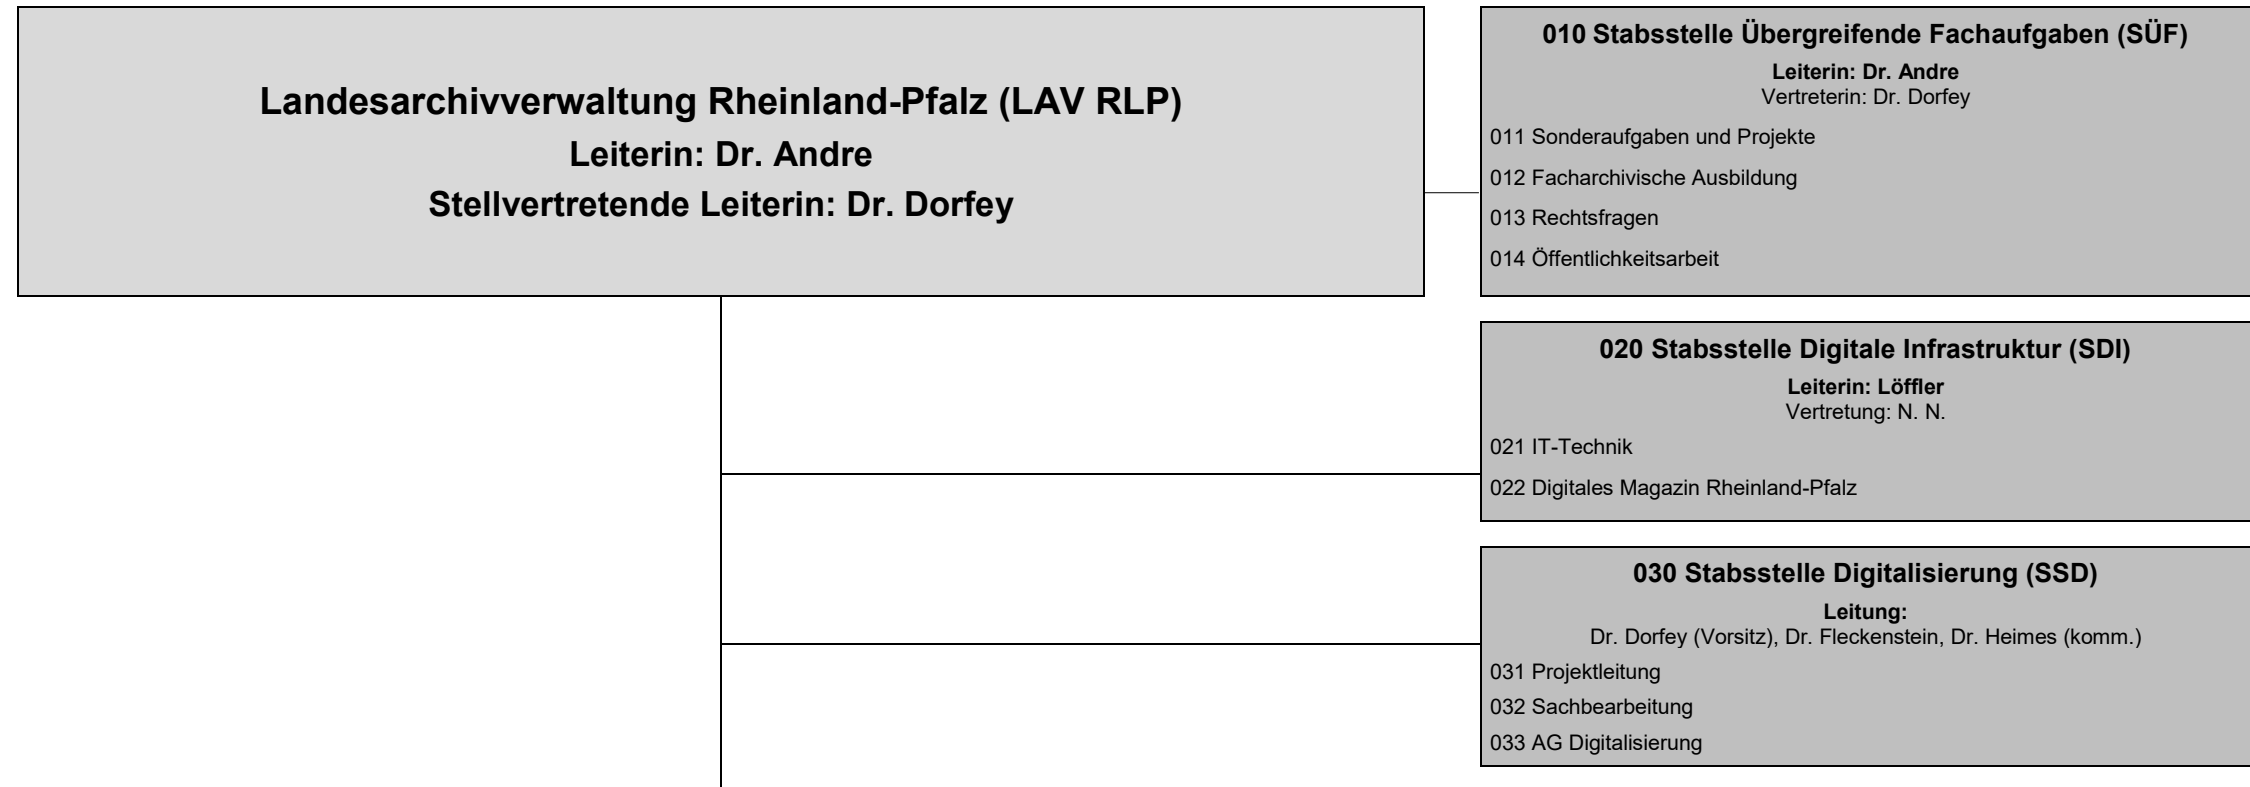 Landesarchivverwaltung Rheinland-Pfalz (LAV RLP)
Leiterin: Dr. Andre
Stellvertretende Leiterin: Dr. Dorfey
010 Stabsstelle Übergreifende Fachaufgaben (SÜF)
Leiterin: Dr. Andre
Vertreterin: Dr. Dorfey
011 Sonderaufgaben und Projekte
012 Facharchivische Ausbildung
013 Rechtsfragen
014 Öffentlichkeitsarbeit
020 Stabsstelle Digitale Infrastruktur (SDI)
Leiterin: Löffler
Vertretung: N. N.
021 IT-Technik
022 Digitales Magazin Rheinland-Pfalz
030 Stabsstelle Digitalisierung (SSD)
Leitung:
Dr. Dorfey (Vorsitz), Dr. Fleckenstein, Dr. Heimes (komm.)
031 Projektleitung
032 Sachbearbeitung
033 AG Digitalisierung